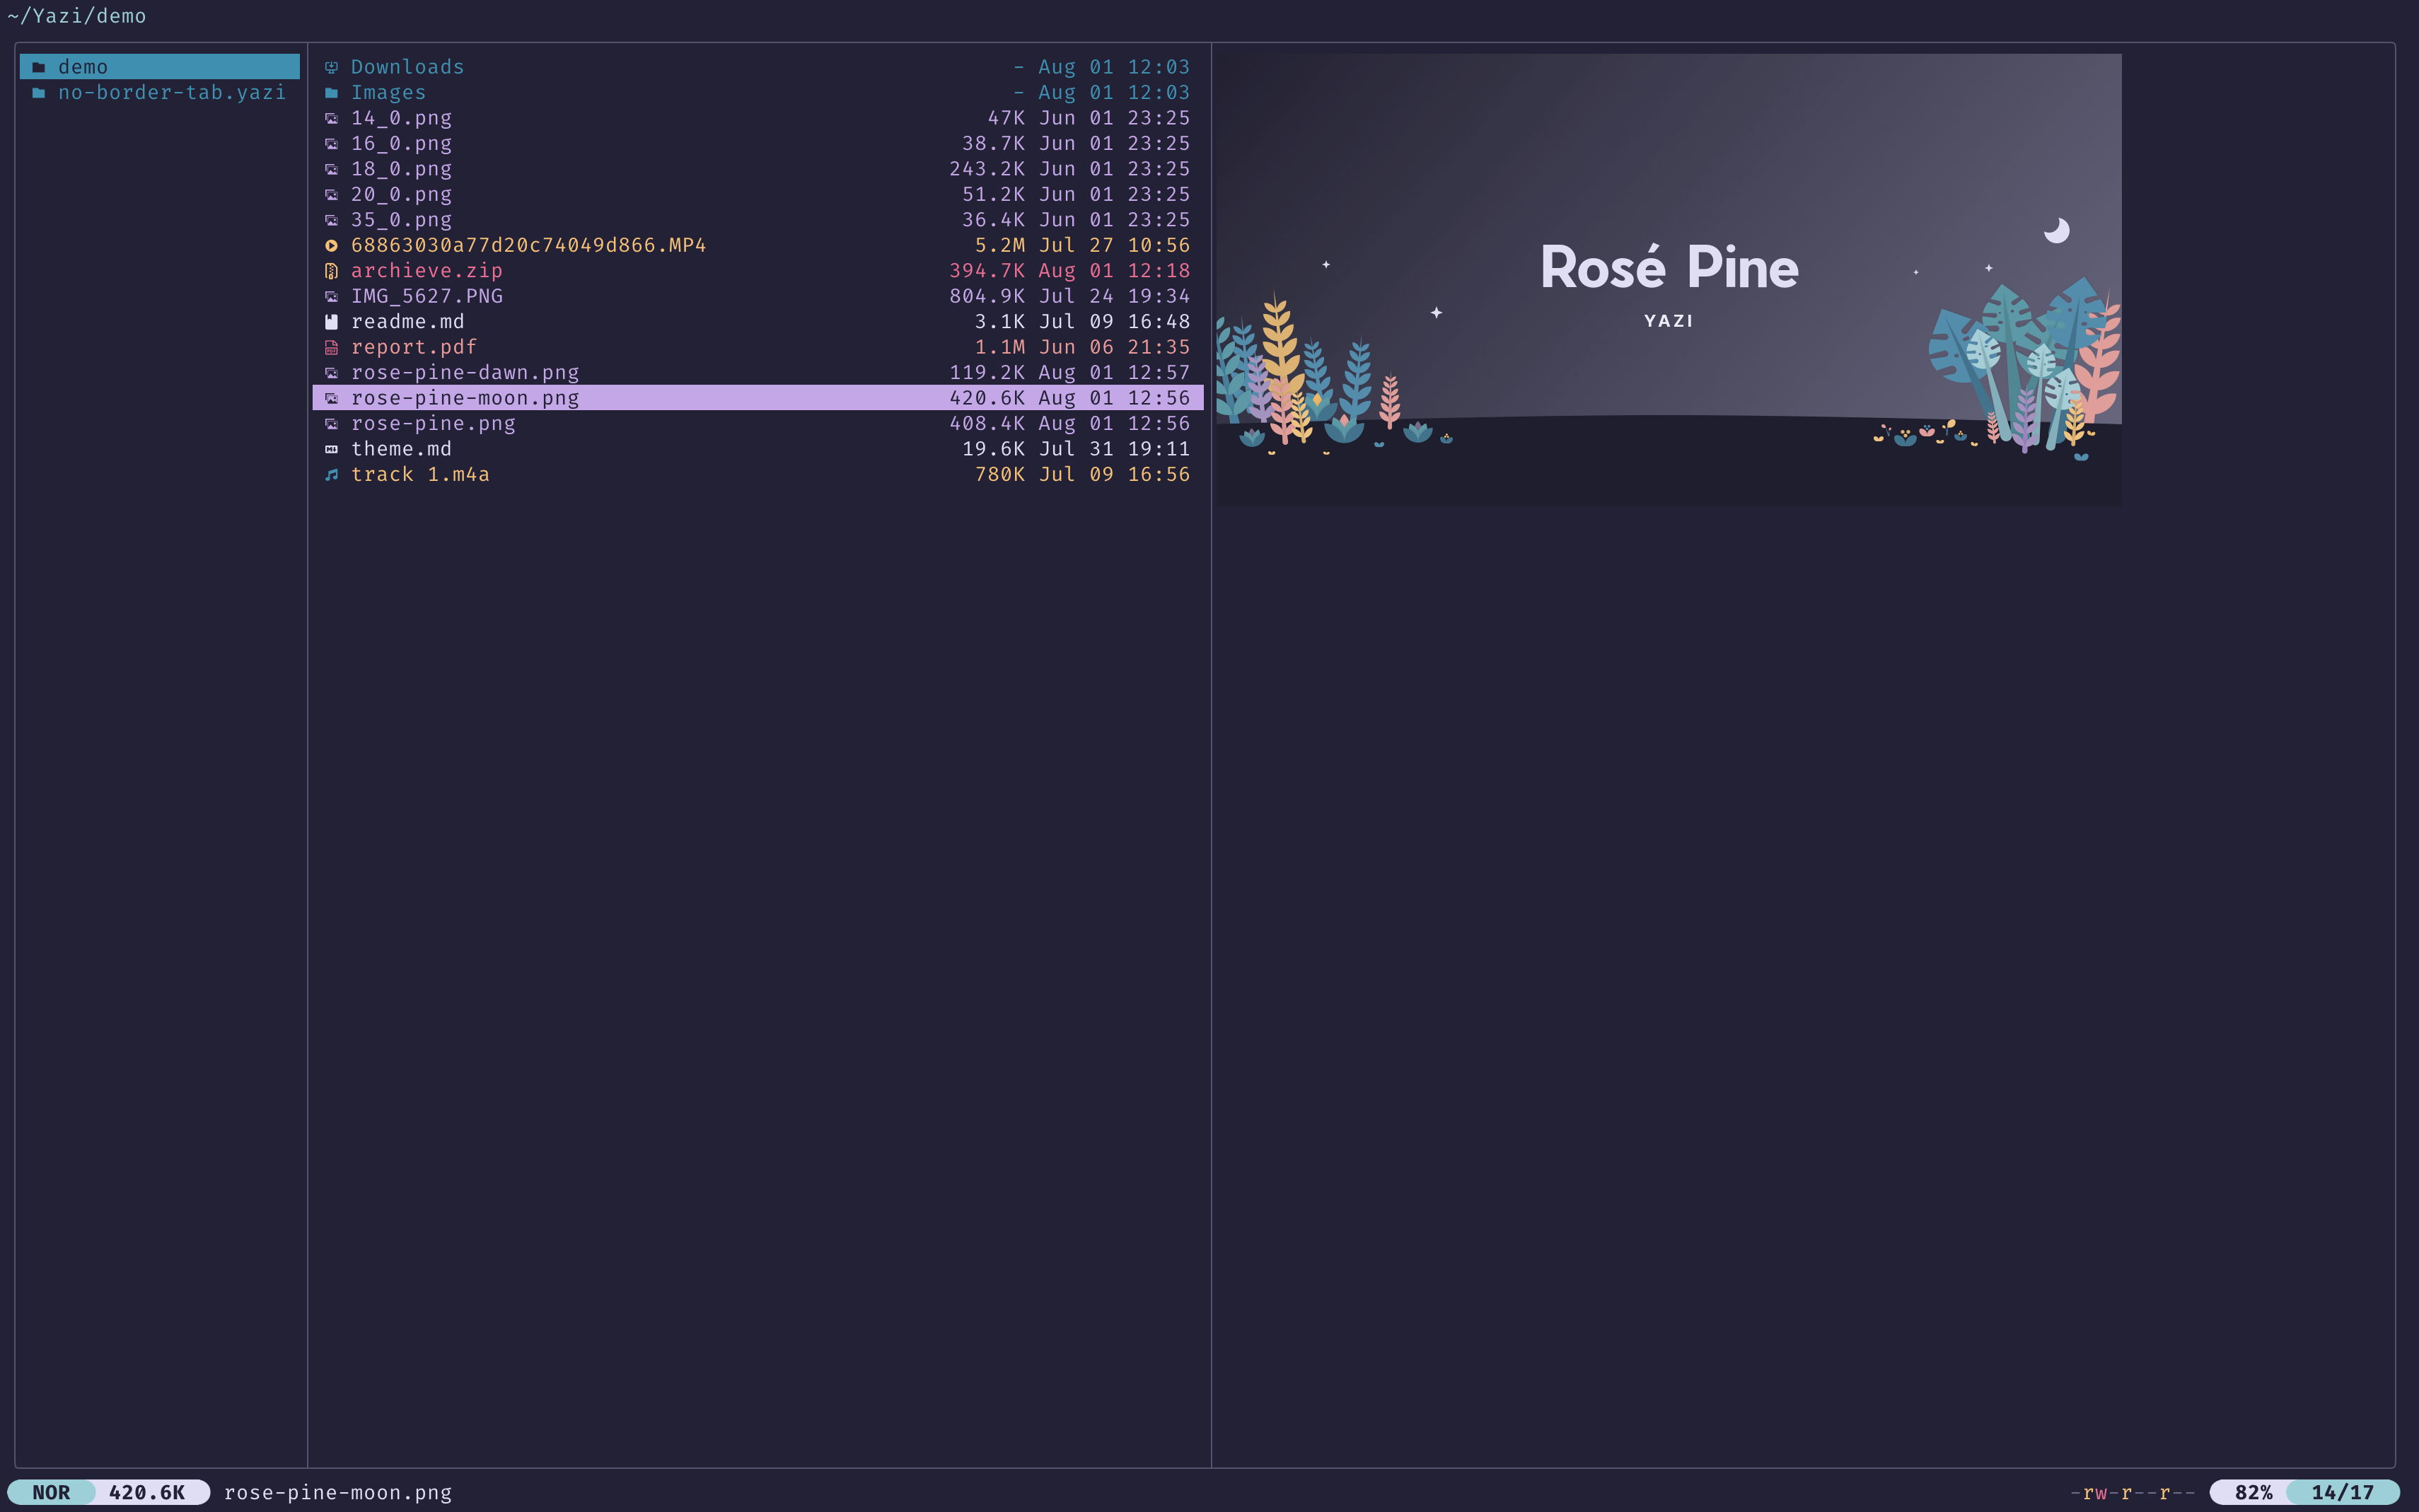 ~/Yazi/demo
demo
no-border-tab.yazi
Downloads - Aug 01 12:03
Images - Aug 01 12:03
14_0.png 47K Jun 01 23:25
16_0.png 38.7K Jun 01 23:25
18_0.png 243.2K Jun 01 23:25
20_0.png 51.2K Jun 01 23:25
35_0.png 36.4K Jun 01 23:25
68863030a77d20c74049d866.MP4 5.2M Jul 27 10:56
archieve.zip 394.7K Aug 01 12:18
IMG_5627.PNG 804.9K Jul 24 19:34
readme.md 3.1K Jul 09 16:48
report.pdf 1.1M Jun 06 21:35
rose-pine-dawn.png 119.2K Aug 01 12:57
rose-pine-moon.png 420.6K Aug 01 12:56
rose-pine.png 408.4K Aug 01 12:56
theme.md 19.6K Jul 31 19:11
track 1.m4a 780K Jul 09 16:56
Rosé Pine
YAZI
NOR 420.6K rose-pine-moon.png -rw-r--r-- 82% 14/17